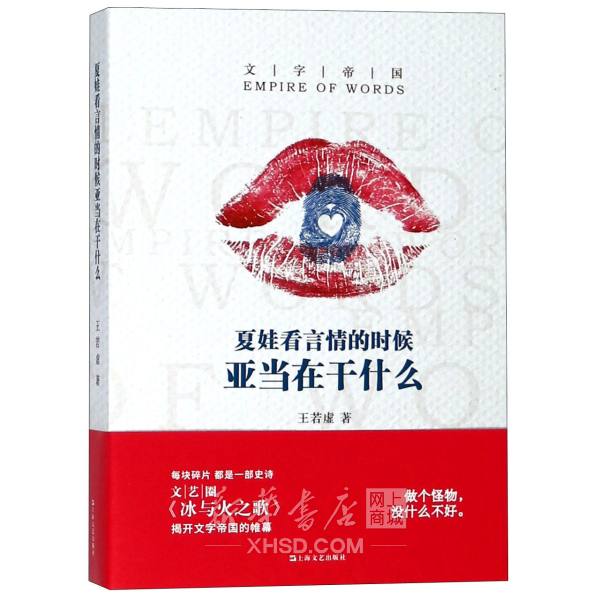 夏娃看言情的时候亚当在干什么
王若虚 著
文|字|帝|国
EMPIRE OF WORDS
EMPIRE OF
WORDS
夏娃看言情的时候
亚当在干什么
王若虚 著
每块碎片 都是一部史诗
文|艺|圈
《冰与火之歌》
揭开文字帝国的帷幕
做个怪物，
没什么不好。
新华书店 网上商城
XHSD.COM
上海文艺出版社